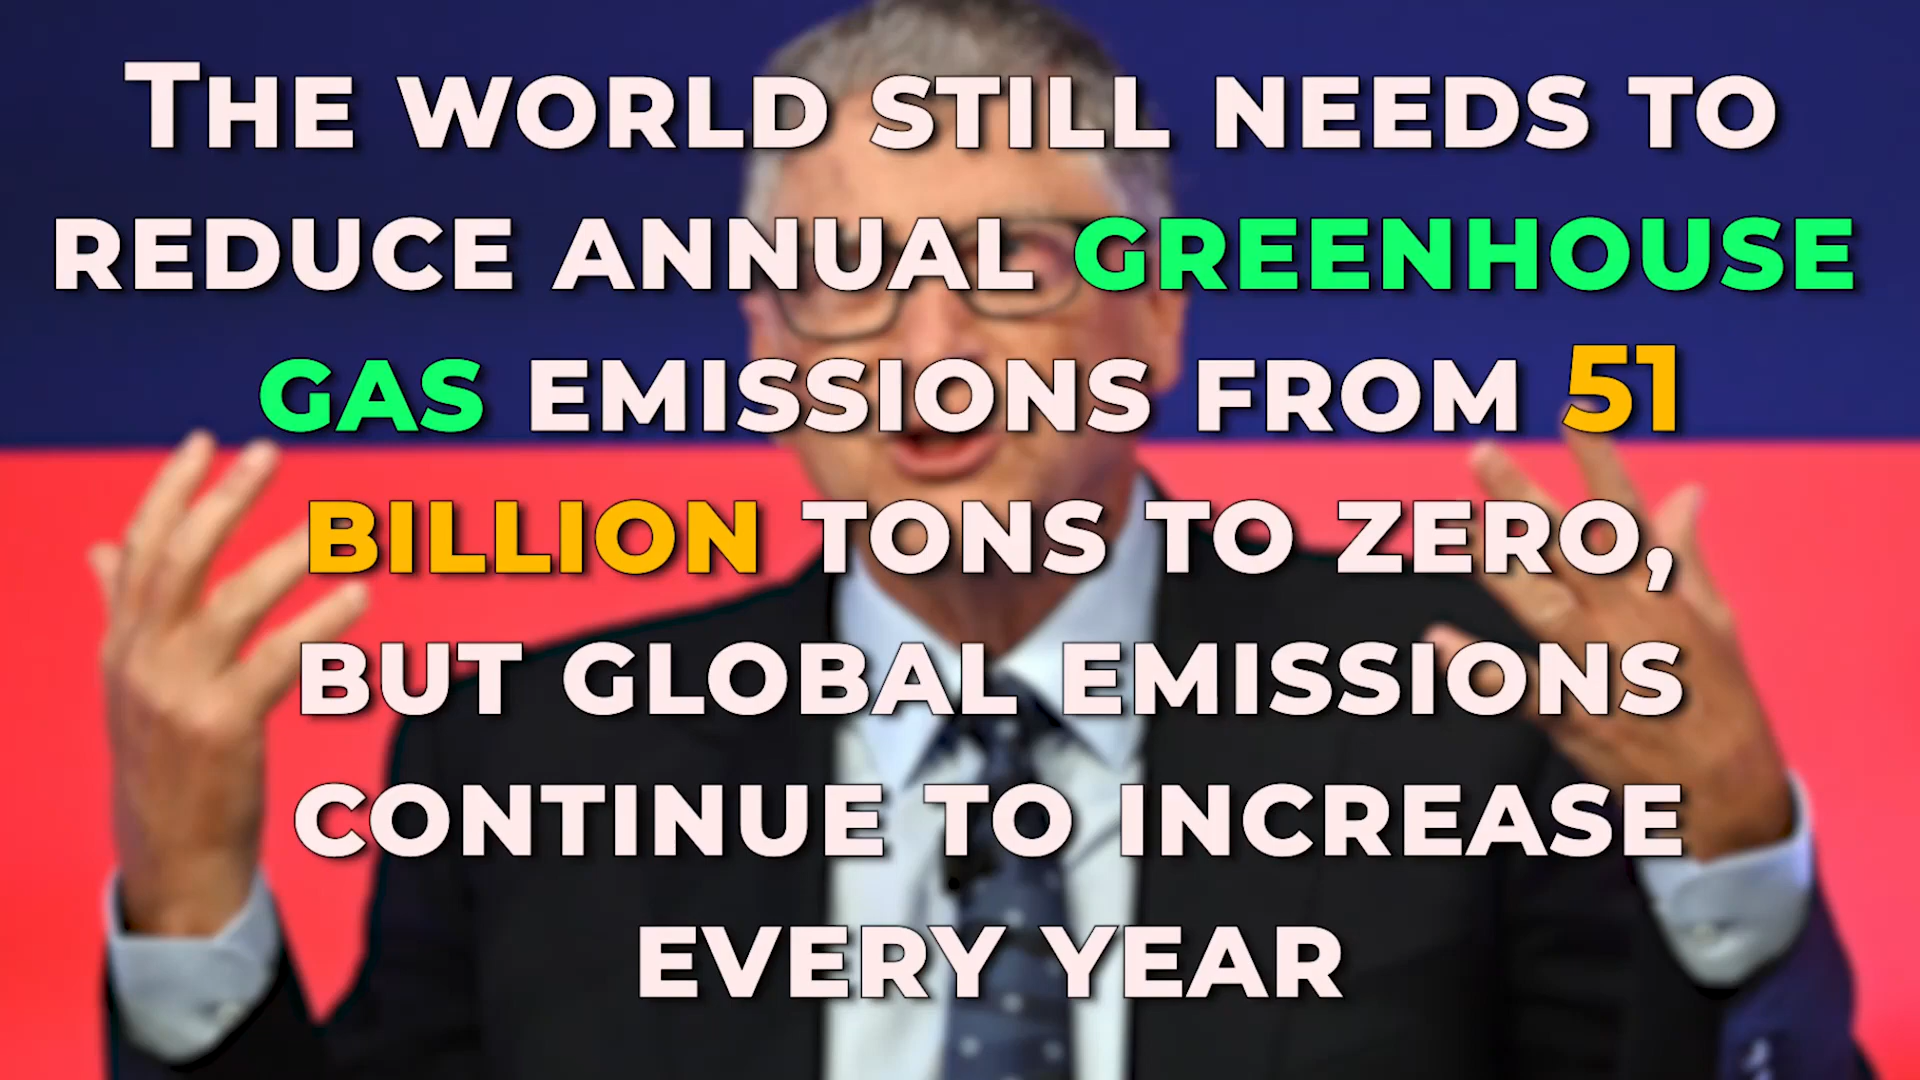 The world still needs to
reduce annual greenhouse
gas emissions from 51
billion tons to zero,
but global emissions
continue to increase
every year